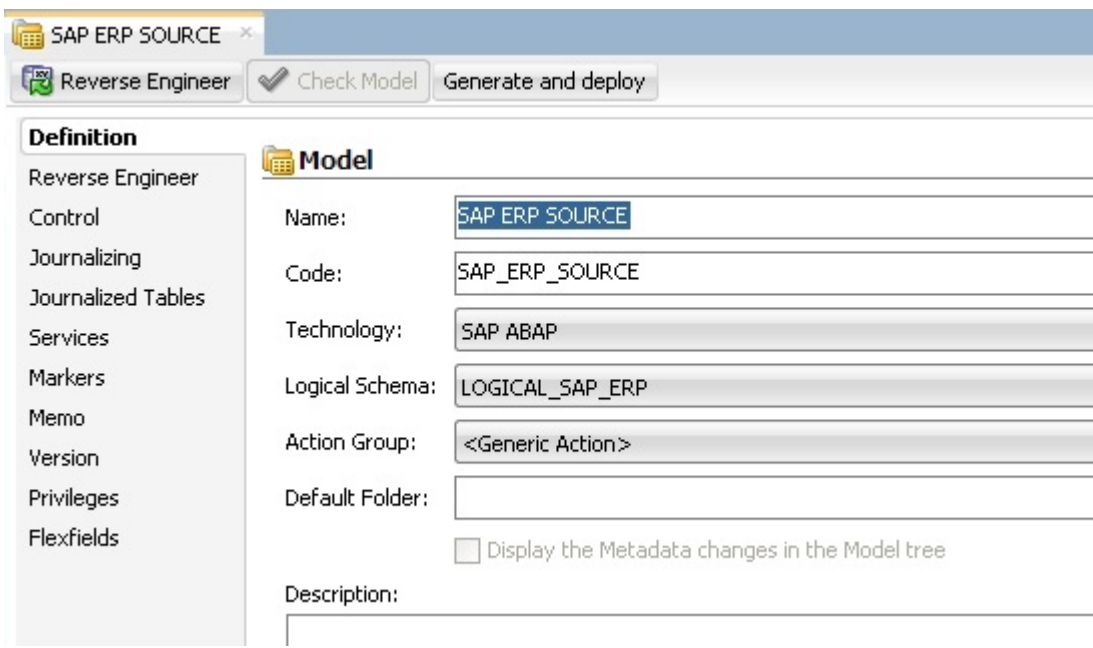 SAP ERP SOURCE
Reverse Engineer
Check Model
Generate and deploy
Definition
Reverse Engineer
Control
Journalizing
Journalized Tables
Services
Markers
Memo
Version
Privileges
Flexfields
Model
Name: SAP ERP SOURCE
Code: SAP_ERP_SOURCE
Technology: SAP ABAP
Logical Schema: LOGICAL_SAP_ERP
Action Group: <Generic Action>
Default Folder:
Display the Metadata changes in the Model tree
Description: